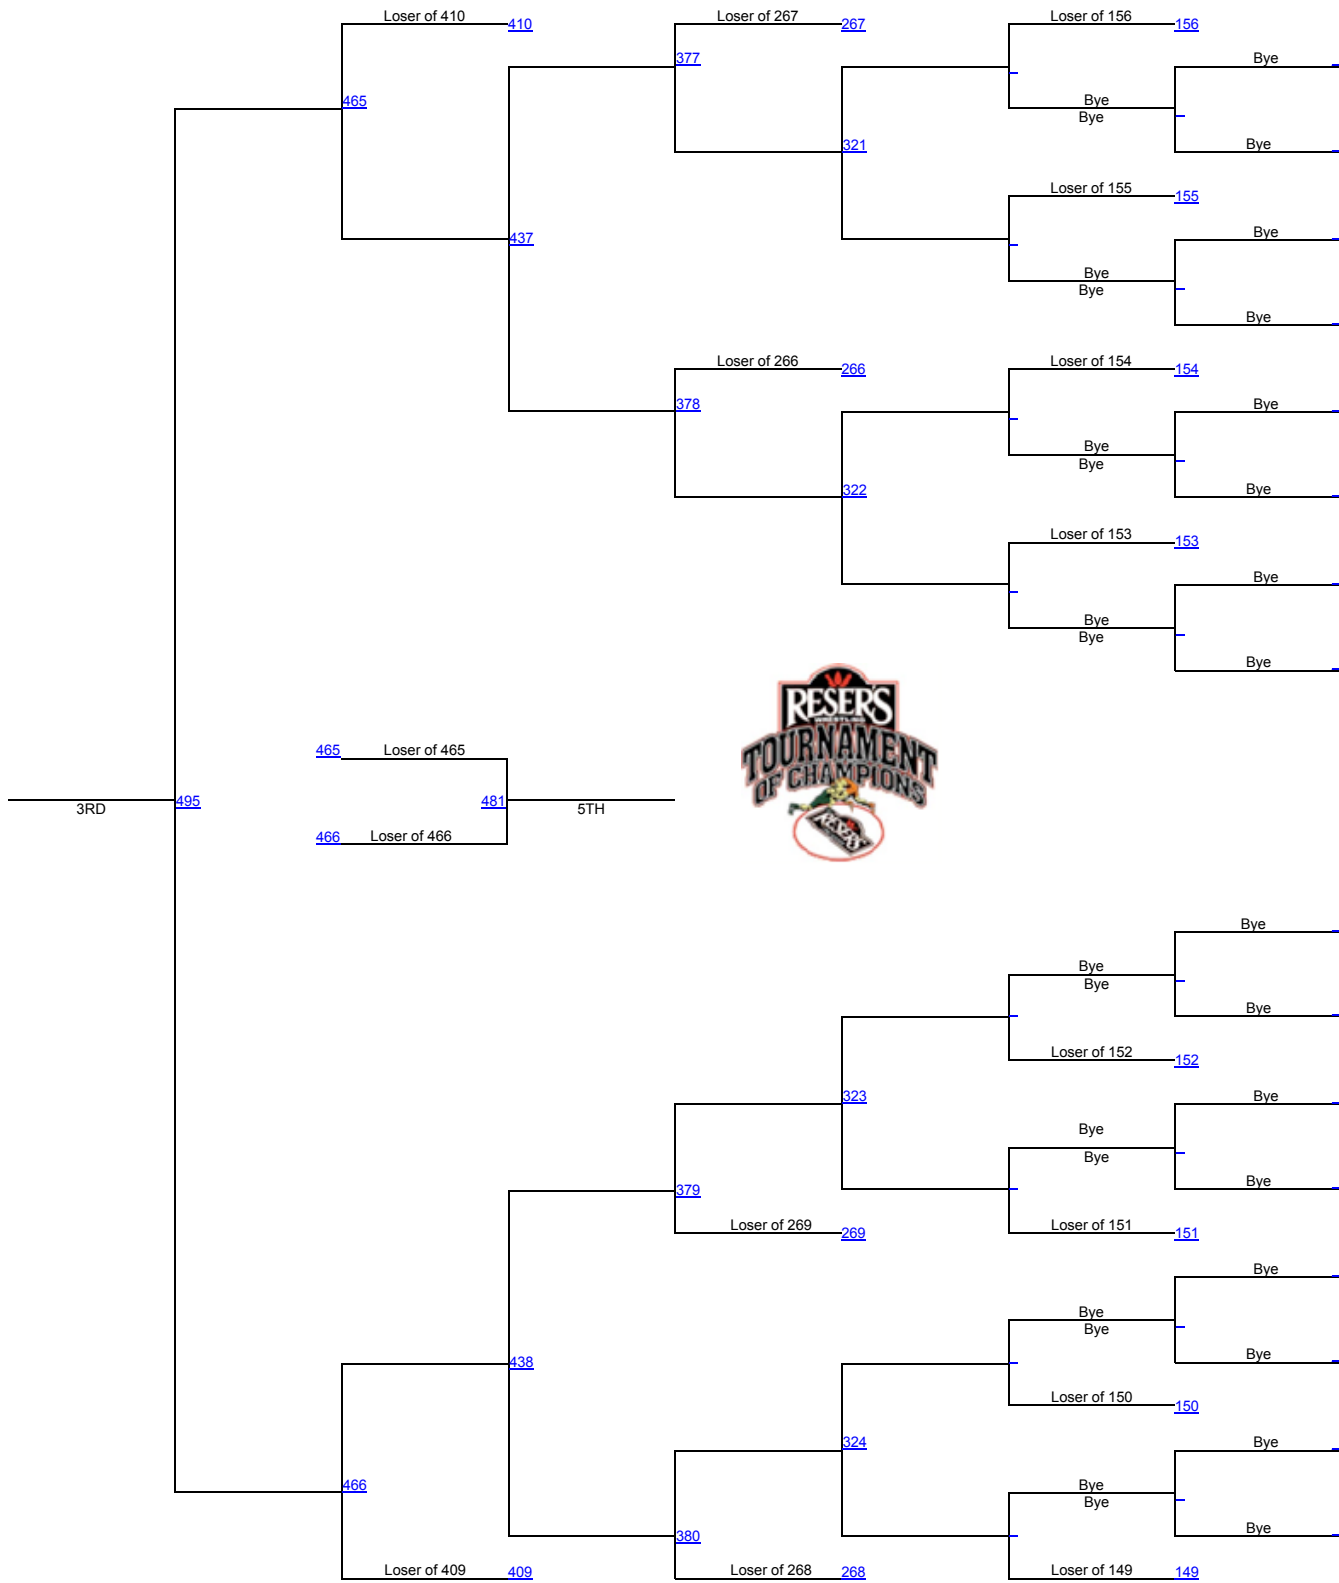 Loser of 410 410 Loser of 267 267 Loser of 156 156
377 Bye
465 Bye
Bye
321 Bye
Loser of 155 155
437 Bye
Bye
Bye
Bye
Loser of 266 266 Loser of 154 154
378 Bye
Bye
Bye
322 Bye
Loser of 153 153
Bye
Bye
Bye
Bye
RESER'S
WRESTLING
TOURNAMENT
OF CHAMPIONS
RESER'S
465 Loser of 465
3RD 495 481 5TH
466 Loser of 466
Bye
Bye
Bye
Bye
Loser of 152 152
323 Bye
Bye
Bye
Bye
379
Loser of 269 269 Loser of 151 151
Bye
Bye
Bye
438 Bye
Loser of 150 150
324 Bye
466 Bye
Bye
380 Bye
Loser of 409 409 Loser of 268 268 Loser of 149 149